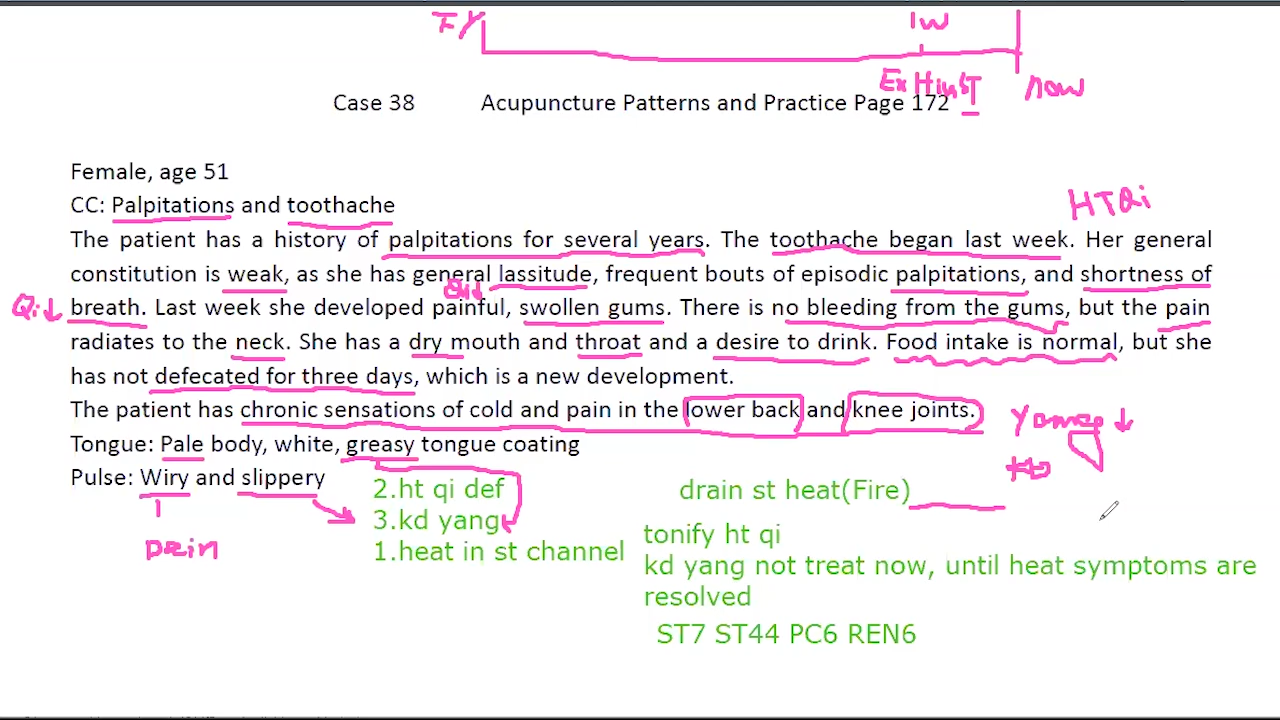 1W
Ex H in ST
now
Case 38 Acupuncture Patterns and Practice Page 172
Female, age 51
CC: Palpitations and toothache
HT Qi
The patient has a history of palpitations for several years. The toothache began last week. Her general
constitution is weak, as she has general lassitude, frequent bouts of episodic palpitations, and shortness of
Qi↓ breath. Last week she developed painful, swollen gums. There is no bleeding from the gums, but the pain
radiates to the neck. She has a dry mouth and throat and a desire to drink. Food intake is normal, but she
has not defecated for three days, which is a new development.
The patient has chronic sensations of cold and pain in the lower back and knee joints.
Yang ↓
Tongue: Pale body, white, greasy tongue coating
KD
Pulse: Wiry and slippery
2.ht qi def
drain st heat(Fire)
3.kd yang
tonify ht qi
Pain
1.heat in st channel
kd yang not treat now, until heat symptoms are
resolved
ST7 ST44 PC6 REN6